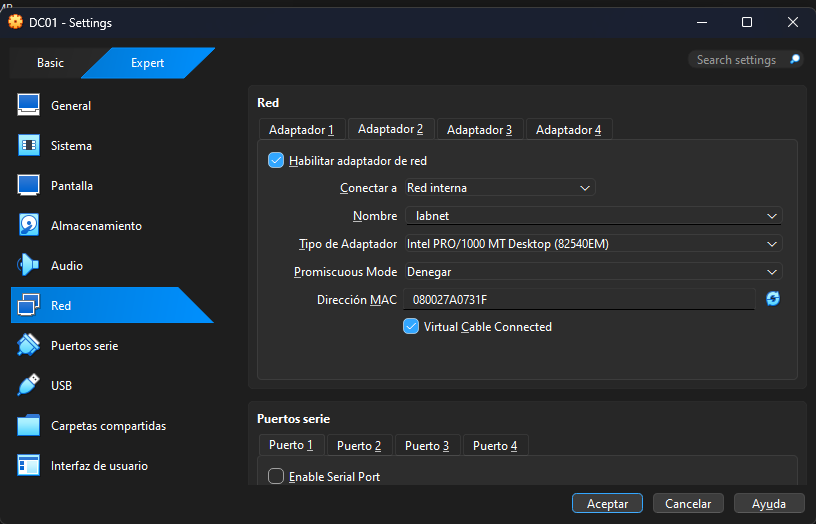 DC01 - Settings
Basic
Expert
Search settings
General
Sistema
Pantalla
Almacenamiento
Audio
Red
Puertos serie
USB
Carpetas compartidas
Interfaz de usuario
Red
Adaptador 1 Adaptador 2 Adaptador 3 Adaptador 4
Habilitar adaptador de red
Conectar a Red interna
Nombre labnet
Tipo de Adaptador Intel PRO/1000 MT Desktop (82540EM)
Promiscuous Mode Denegar
Dirección MAC 080027A0731F
Virtual Cable Connected
Puertos serie
Puerto 1 Puerto 2 Puerto 3 Puerto 4
Enable Serial Port
Aceptar Cancelar Ayuda